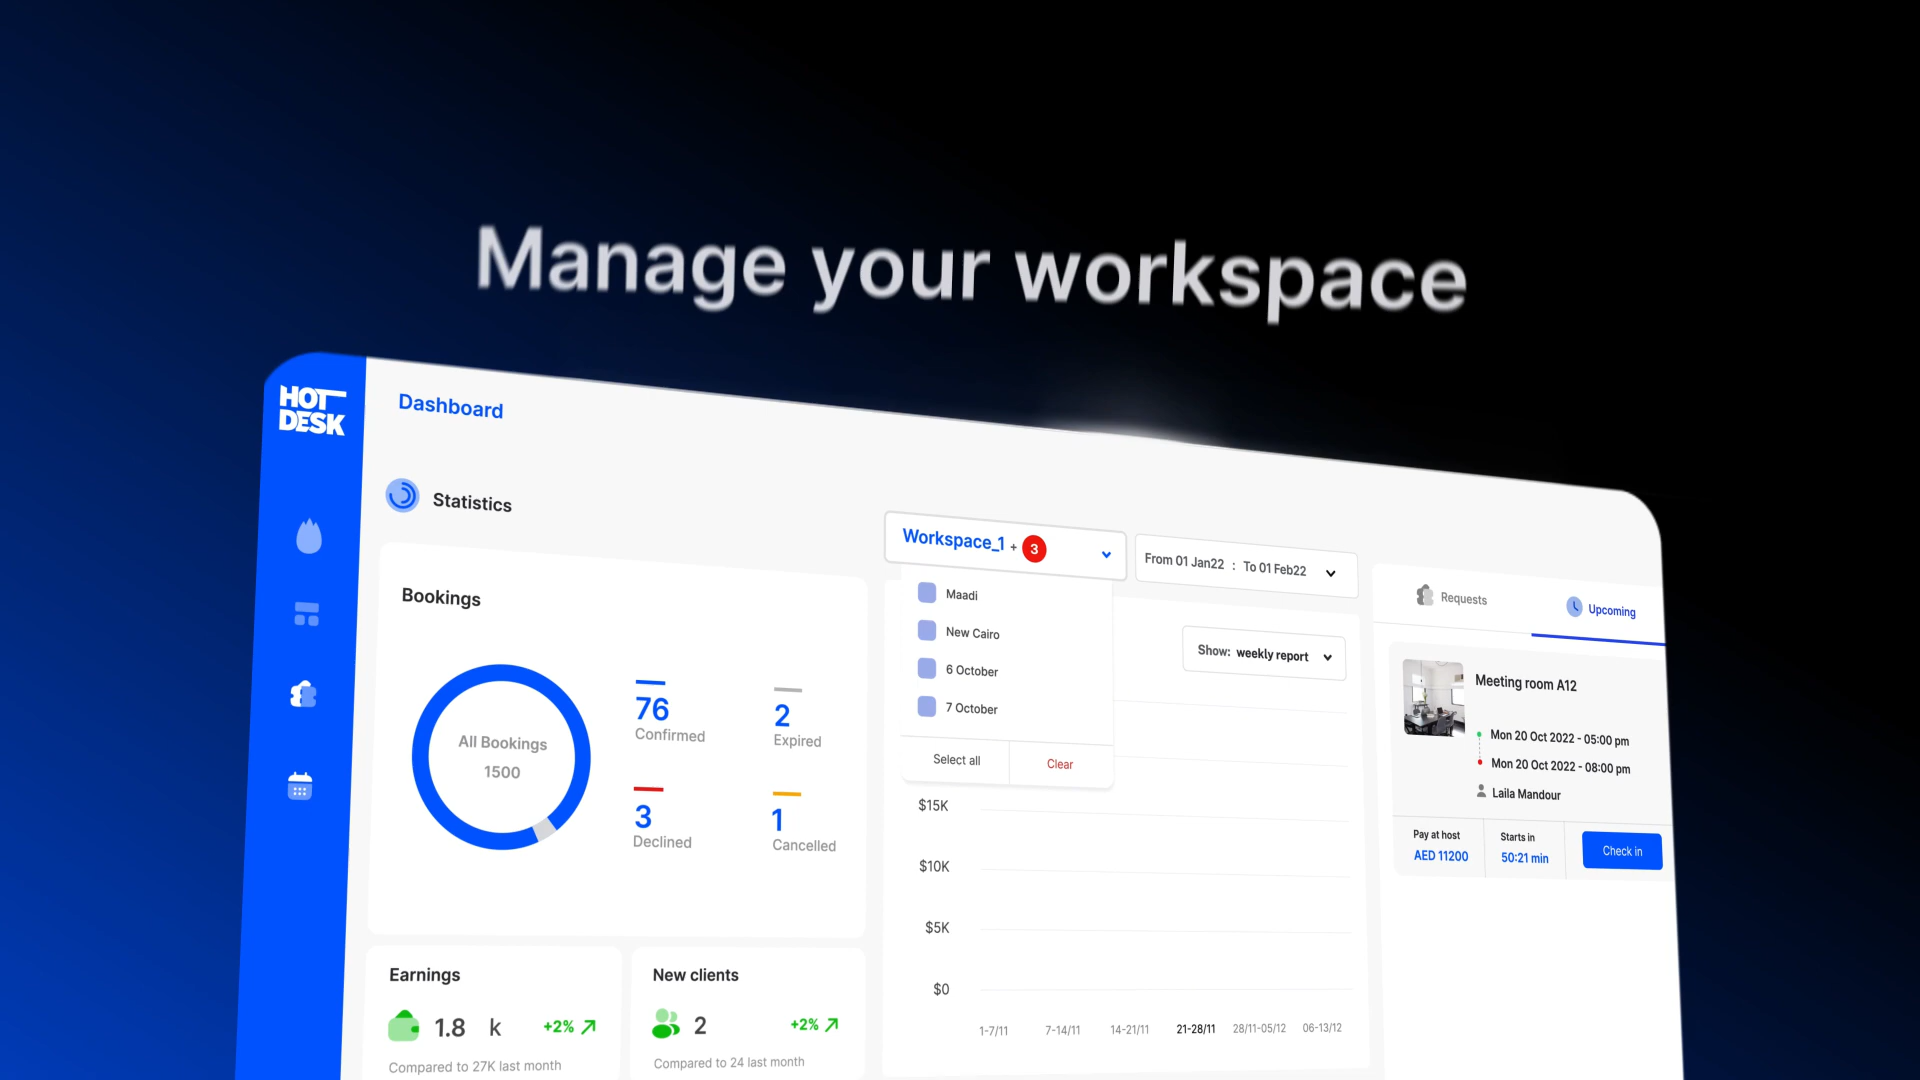 Manage your workspace
HOT
DESK
Dashboard
Statistics
Workspace_1 + 3
From 01 Jan22 : To 01 Feb22
Bookings
All Bookings
1500
76
Confirmed
2
Expired
3
Declined
1
Cancelled
Maadi
New Cairo
6 October
7 October
Select all
Clear
Show: weekly report
$15K
$10K
$5K
$0
1-7/11
7-14/11
14-21/11
21-28/11
28/11-05/12
06-13/12
Requests
Upcoming
Meeting room A12
Mon 20 Oct 2022 - 05:00 pm
Mon 20 Oct 2022 - 08:00 pm
Laila Mandour
Pay at host
AED 11200
Starts in
50:21 min
Check in
Earnings
1.8 k
+2%
Compared to 27K last month
New clients
2
+2%
Compared to 24 last month